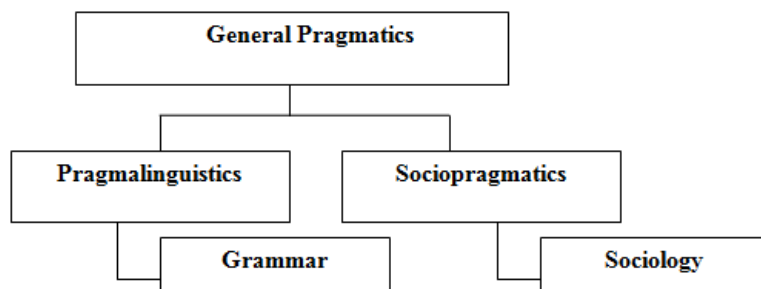 General Pragmatics
Pragmalinguistics
Sociopragmatics
Grammar
Sociology